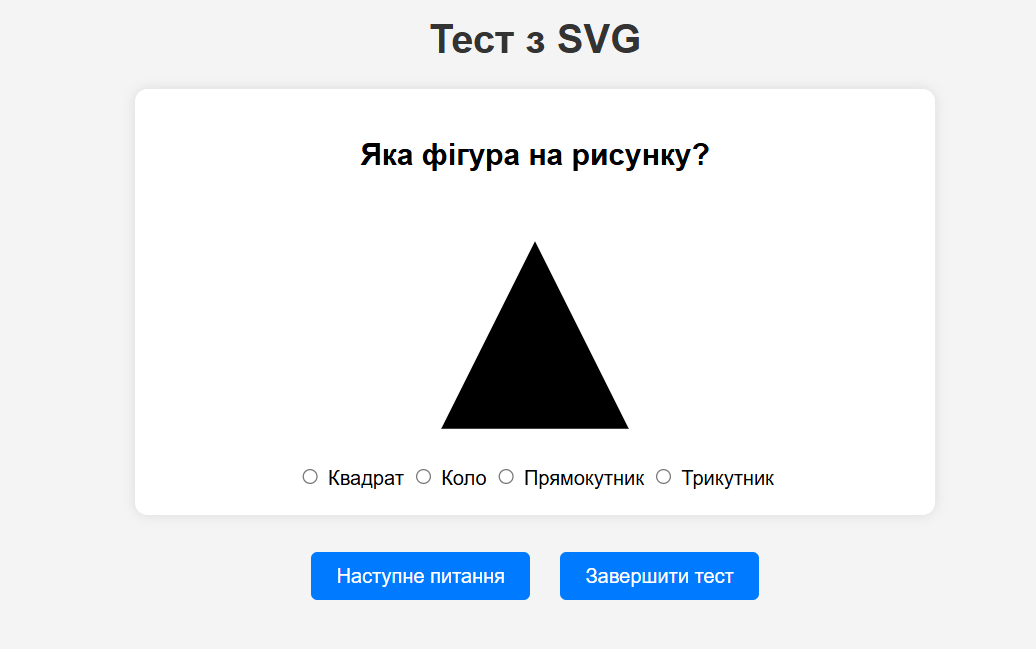 Тест з SVG
Яка фігура на рисунку?
Квадрат Коло Прямокутник Трикутник
Наступне питання Завершити тест